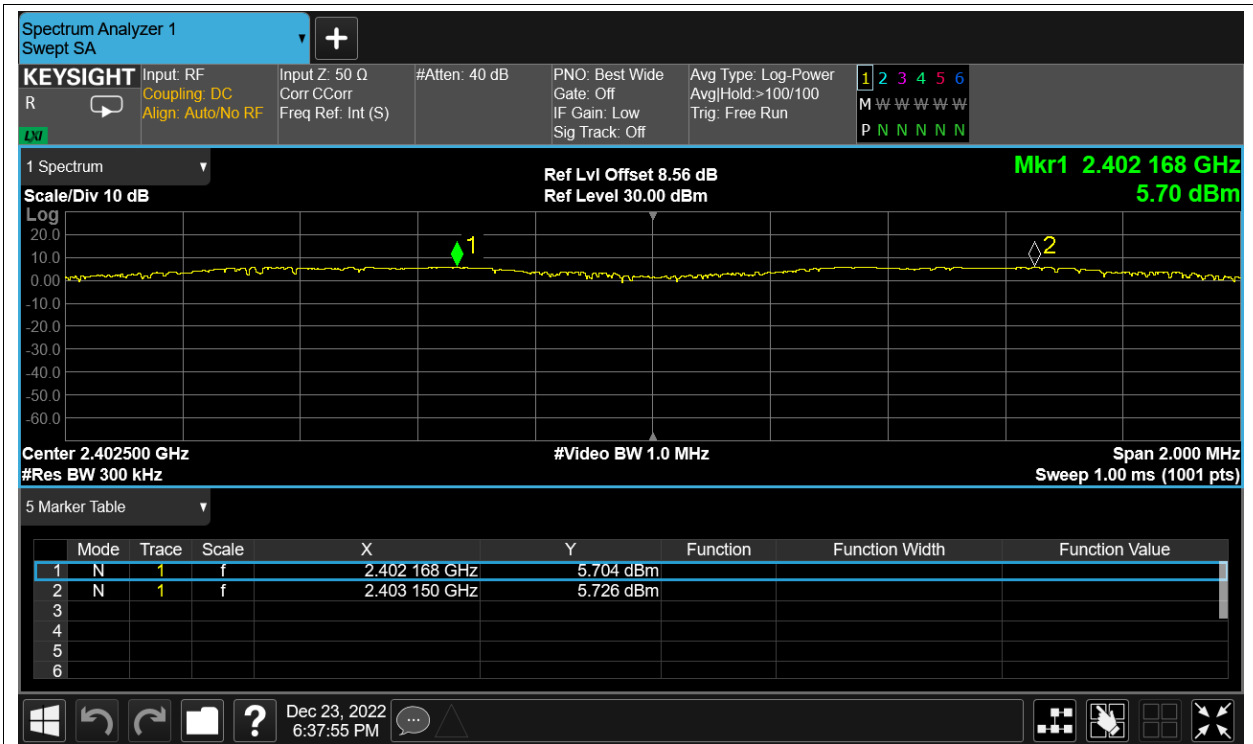 Spectrum Analyzer 1
Swept SA
KEYSIGHT
R
LXI
Input: RF
Coupling: DC
Align: Auto/No RF
Input Z: 50 Ω
Corr CCorr
Freq Ref: Int (S)
#Atten: 40 dB
PNO: Best Wide
Gate: Off
IF Gain: Low
Sig Track: Off
Avg Type: Log-Power
Avg|Hold:>100/100
Trig: Free Run
1 2 3 4 5 6
M W W W W W
P N N N N N
1 Spectrum
Scale/Div 10 dB
Ref Lvl Offset 8.56 dB
Ref Level 30.00 dBm
Mkr1 2.402 168 GHz
5.70 dBm
Log
20.0
10.0
0.00
-10.0
-20.0
-30.0
-40.0
-50.0
-60.0
1
2
Center 2.402500 GHz
#Video BW 1.0 MHz
Span 2.000 MHz
#Res BW 300 kHz
Sweep 1.00 ms (1001 pts)
5 Marker Table
Mode Trace Scale X Y Function Function Width Function Value
1 N 1 f 2.402 168 GHz 5.704 dBm
2 N 1 f 2.403 150 GHz 5.726 dBm
3
4
5
6
?
Dec 23, 2022
6:37:55 PM